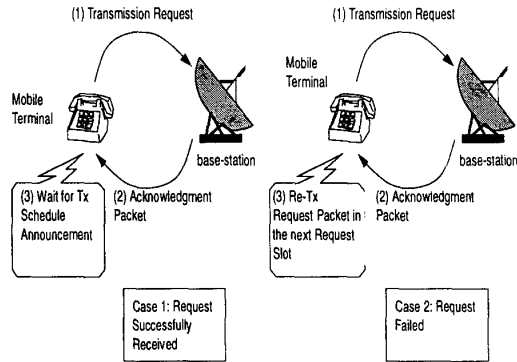 (1) Transmission Request
Mobile
Terminal
base-station
(3) Wait for Tx
Schedule
Announcement
(2) Acknowledgment
Packet
Case 1: Request
Successfully
Received
(1) Transmission Request
Mobile
Terminal
base-station
(3) Re-Tx
Request Packet in
the next Request
Slot
(2) Acknowledgment
Packet
Case 2: Request
Failed